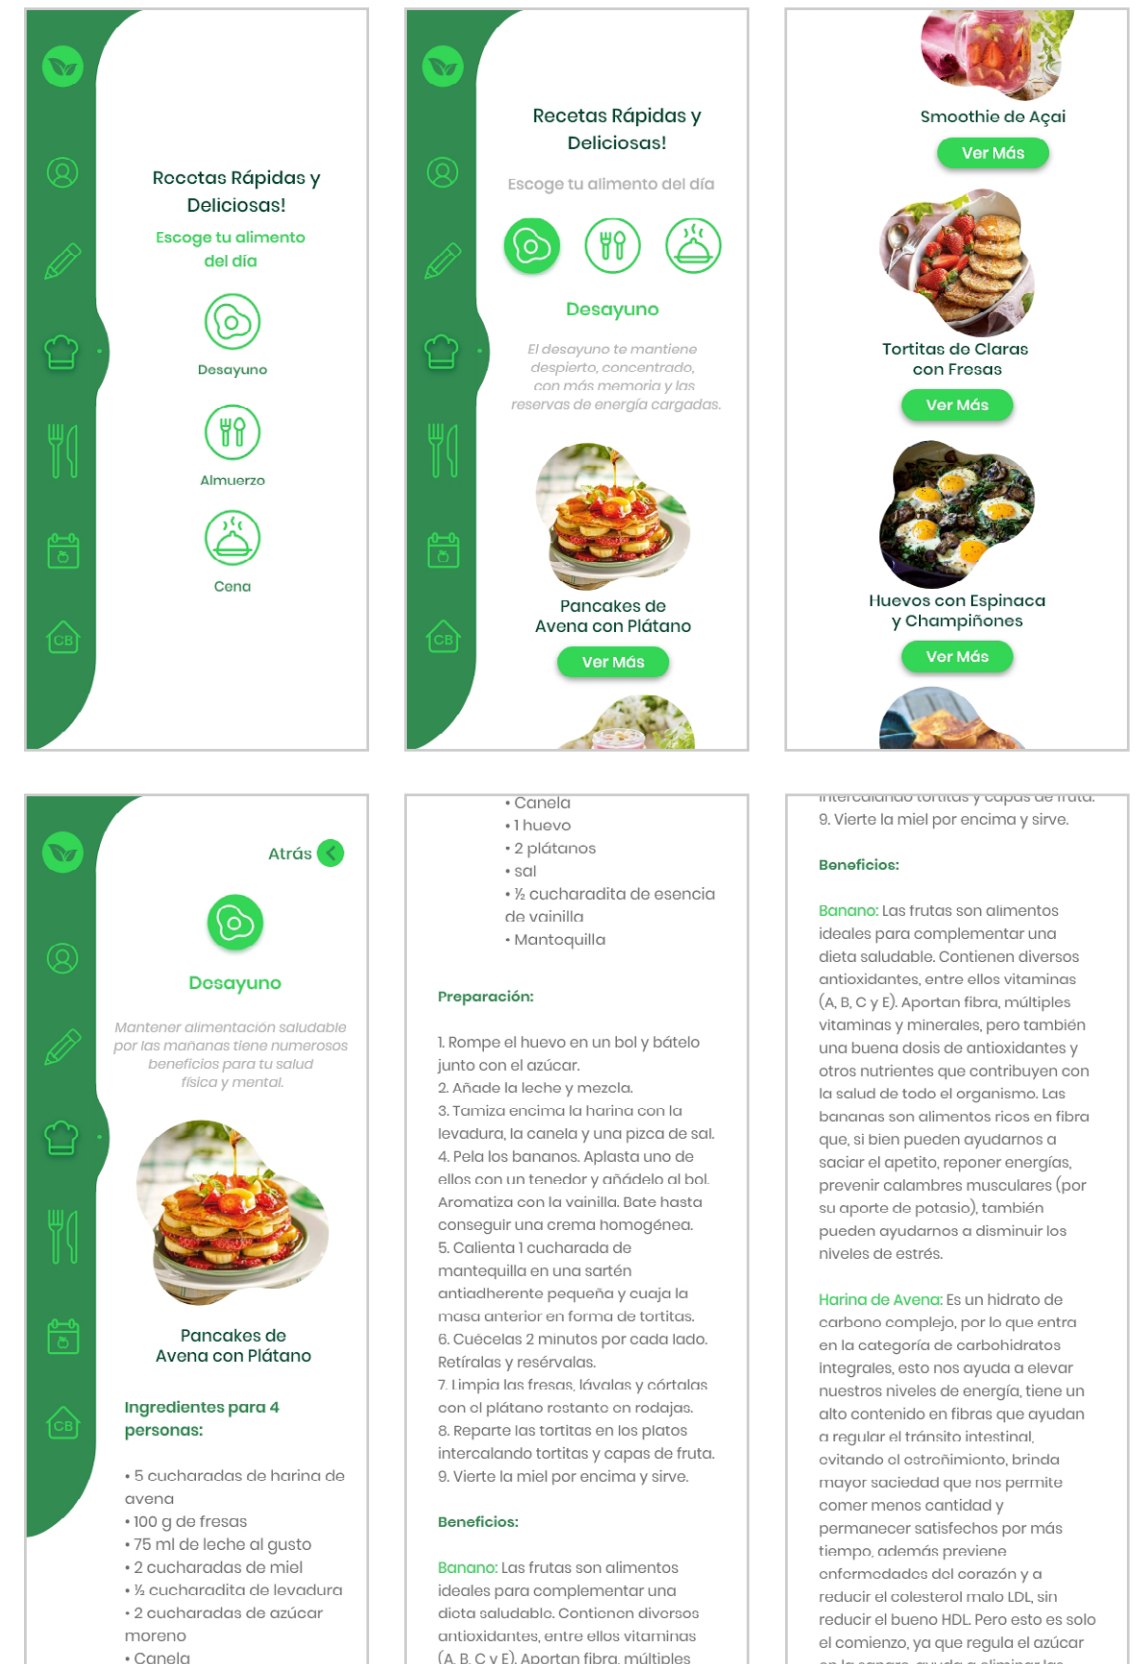 Recetas Rápidas y
Deliciosas!
Escoge tu alimento
del día
Desayuno
Almuerzo
Cena
CB
Recetas Rápidas y
Deliciosas!
Escoge tu alimento del día
Desayuno
El desayuno te mantiene
despierto, concentrado,
con más memoria y las
reservas de energía cargadas.
Pancakes de
Avena con Plátano
Ver Más
CB
Smoothie de Açai
Ver Más
Tortitas de Claras
con Fresas
Ver Más
Huevos con Espinaca
y Champiñones
Ver Más
Atrás
Desayuno
Mantener alimentación saludable
por las mañanas tiene numerosos
beneficios para tu salud
física y mental.
Pancakes de
Avena con Plátano
CB
Ingredientes para 4
personas:
• 5 cucharadas de harina de
avena
• 100 g de fresas
• 75 ml de leche al gusto
• 2 cucharadas de miel
• ½ cucharadita de levadura
• 2 cucharadas de azúcar
moreno
• Canela
• Canela
• 1 huevo
• 2 plátanos
• sal
• ½ cucharadita de esencia
de vainilla
• Mantequilla
Preparación:
1. Rompe el huevo en un bol y bátelo
junto con el azúcar.
2. Añade la leche y mezcla.
3. Tamiza encima la harina con la
levadura, la canela y una pizca de sal.
4. Pela los bananos. Aplasta uno de
ellos con un tenedor y añádelo al bol.
Aromatiza con la vainilla. Bate hasta
conseguir una crema homogénea.
5. Calienta 1 cucharada de
mantequilla en una sartén
antiadherente pequeña y cuaja la
masa anterior en forma de tortitas.
6. Cuécelas 2 minutos por cada lado.
Retíralas y resérvalas.
7. Limpia las fresas, lávalas y córtalas
con el plátano restante en rodajas.
8. Reparte las tortitas en los platos
intercalando tortitas y capas de fruta.
9. Vierte la miel por encima y sirve.
Beneficios:
Banano: Las frutas son alimentos
ideales para complementar una
dieta saludable. Contienen diversos
antioxidantes, entre ellos vitaminas
(A, B, C y E). Aportan fibra, múltiples
intercalando tortitas y capas de fruta.
9. Vierte la miel por encima y sirve.
Beneficios:
Banano: Las frutas son alimentos
ideales para complementar una
dieta saludable. Contienen diversos
antioxidantes, entre ellos vitaminas
(A, B, C y E). Aportan fibra, múltiples
vitaminas y minerales, pero también
una buena dosis de antioxidantes y
otros nutrientes que contribuyen con
la salud de todo el organismo. Las
bananas son alimentos ricos en fibra
que, si bien pueden ayudarnos a
saciar el apetito, reponer energías,
prevenir calambres musculares (por
su aporte de potasio), también
pueden ayudarnos a disminuir los
niveles de estrés.
Harina de Avena: Es un hidrato de
carbono complejo, por lo que entra
en la categoría de carbohidratos
integrales, esto nos ayuda a elevar
nuestros niveles de energía, tiene un
alto contenido en fibras que ayudan
a regular el tránsito intestinal,
evitando el estreñimiento, brinda
mayor saciedad que nos permite
comer menos cantidad y
permanecer satisfechos por más
tiempo, además previene
enfermedades del corazón y a
reducir el colesterol malo LDL, sin
reducir el bueno HDL. Pero esto es solo
el comienzo, ya que regula el azúcar
en la sangre, ayuda a eliminar las